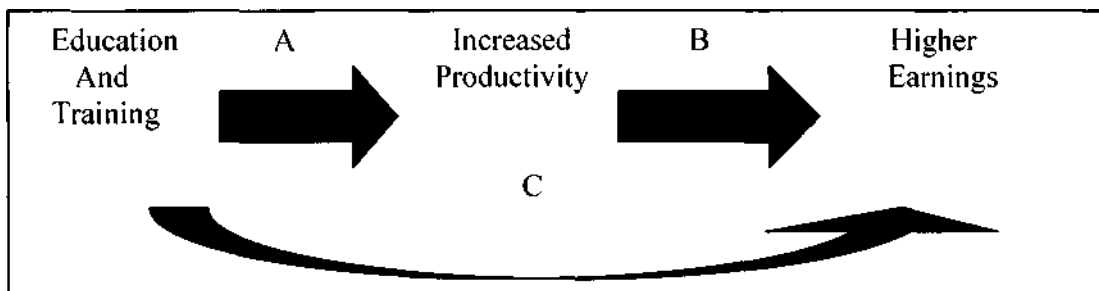 Education
And
Training
A
Increased
Productivity
B
Higher
Earnings
C